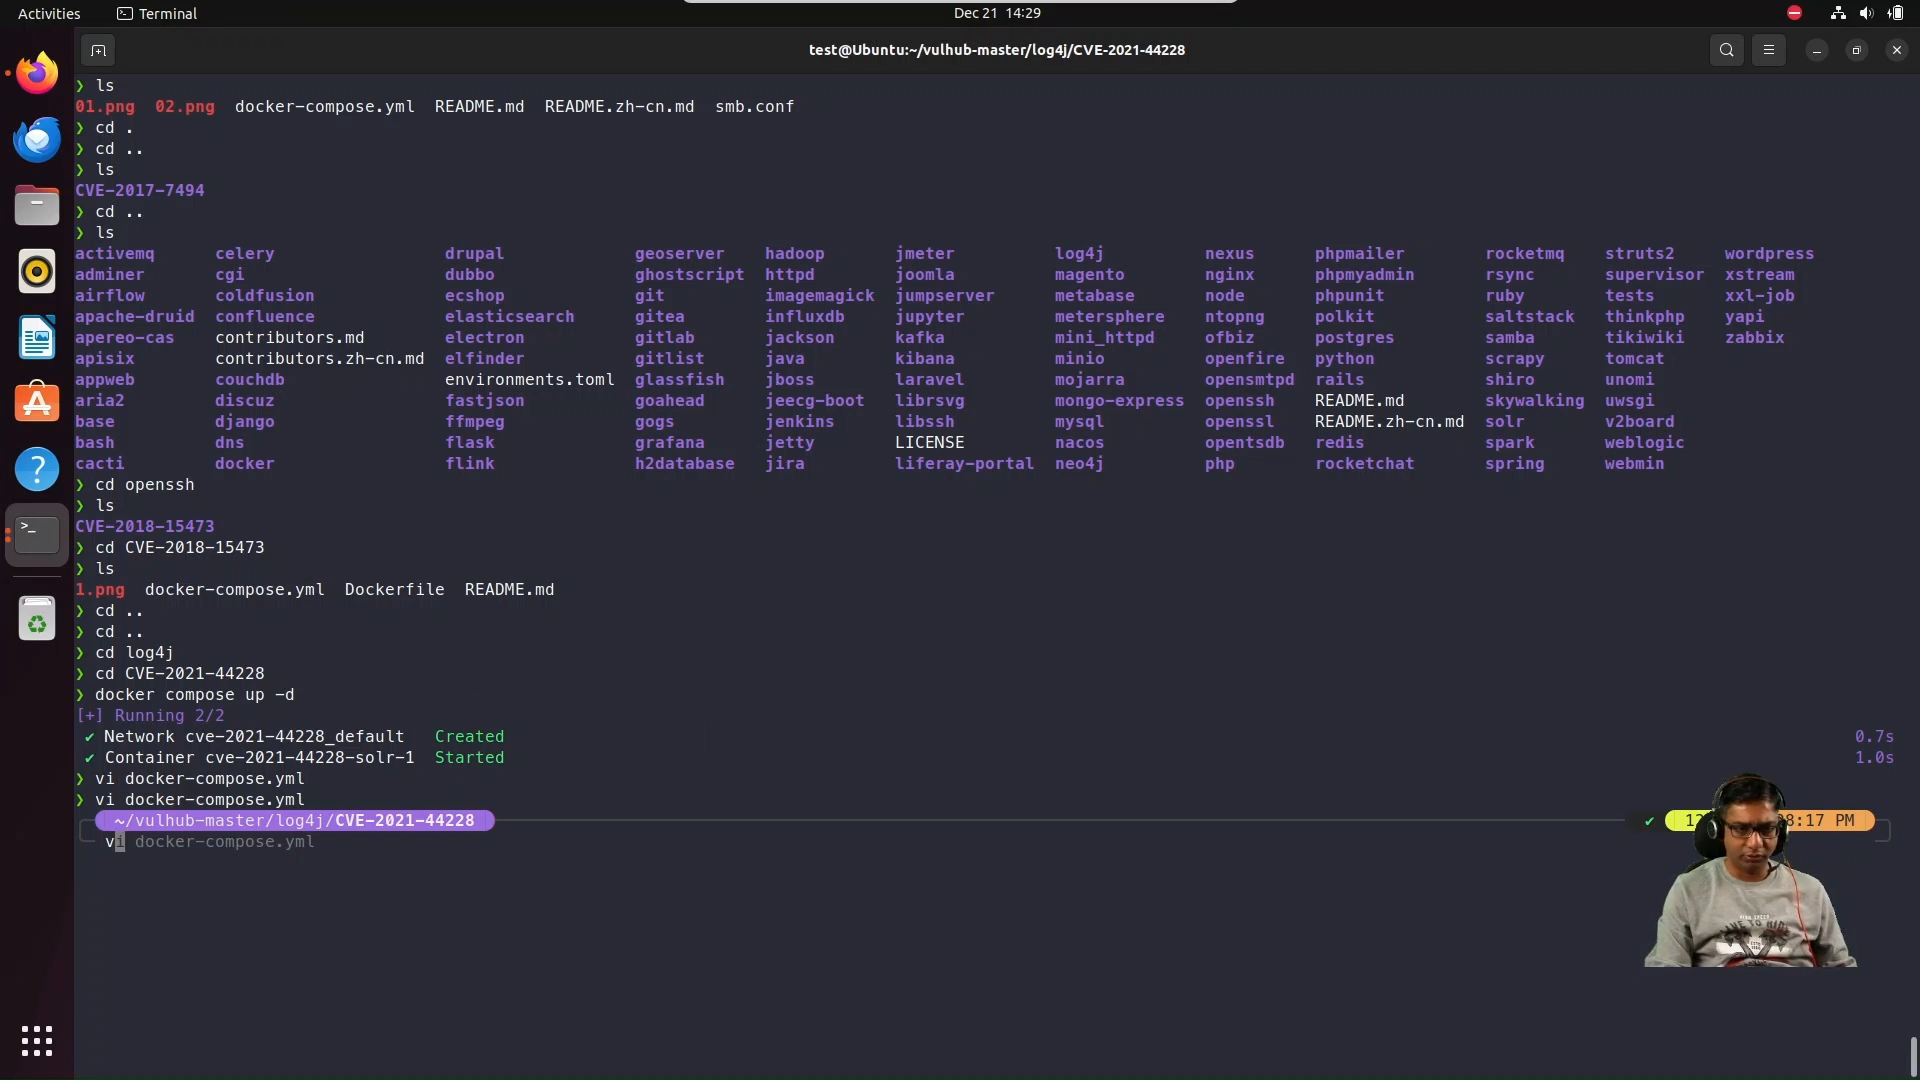 Activities Terminal Dec 21 14:29
test@Ubuntu:~/vulhub-master/log4j/CVE-2021-44228
❯ ls
01.png 02.png docker-compose.yml README.md README.zh-cn.md smb.conf
❯ cd .
❯ cd ..
❯ ls
CVE-2017-7494
❯ cd ..
❯ ls
activemq celery drupal geoserver hadoop jmeter log4j nexus phpmailer rocketmq struts2 wordpress
adminer cgi dubbo ghostscript httpd joomla magento nginx phpmyadmin rsync supervisor xstream
airflow coldfusion ecshop git imagemagick jumpserver metabase node phpunit ruby tests xxl-job
apache-druid confluence elasticsearch gitea influxdb jupyter metersphere ntopng polkit saltstack thinkphp yapi
apereo-cas contributors.md electron gitlab jackson kafka mini_httpd ofbiz postgres samba tikiwiki zabbix
apisix contributors.zh-cn.md elfinder gitlist java kibana minio openfire python scrapy tomcat
appweb couchdb environments.toml glassfish jboss laravel mojarra opensmtpd rails shiro unomi
aria2 discuz fastjson goahead jeecg-boot librsvg mongo-express openssh README.md skywalking uwsgi
base django ffmpeg gogs jenkins libssh mysql openssl README.zh-cn.md solr v2board
bash dns flask grafana jetty LICENSE nacos opentsdb redis spark weblogic
cacti docker flink h2database jira liferay-portal neo4j php rocketchat spring webmin
❯ cd openssh
❯ ls
CVE-2018-15473
❯ cd CVE-2018-15473
❯ ls
1.png docker-compose.yml Dockerfile README.md
❯ cd ..
❯ cd ..
❯ cd log4j
❯ cd CVE-2021-44228
❯ docker compose up -d
[+] Running 2/2
✔ Network cve-2021-44228_default Created 0.7s
✔ Container cve-2021-44228-solr-1 Started 1.0s
❯ vi docker-compose.yml
❯ vi docker-compose.yml
~/vulhub-master/log4j/CVE-2021-44228 ✔ PM
vi docker-compose.yml